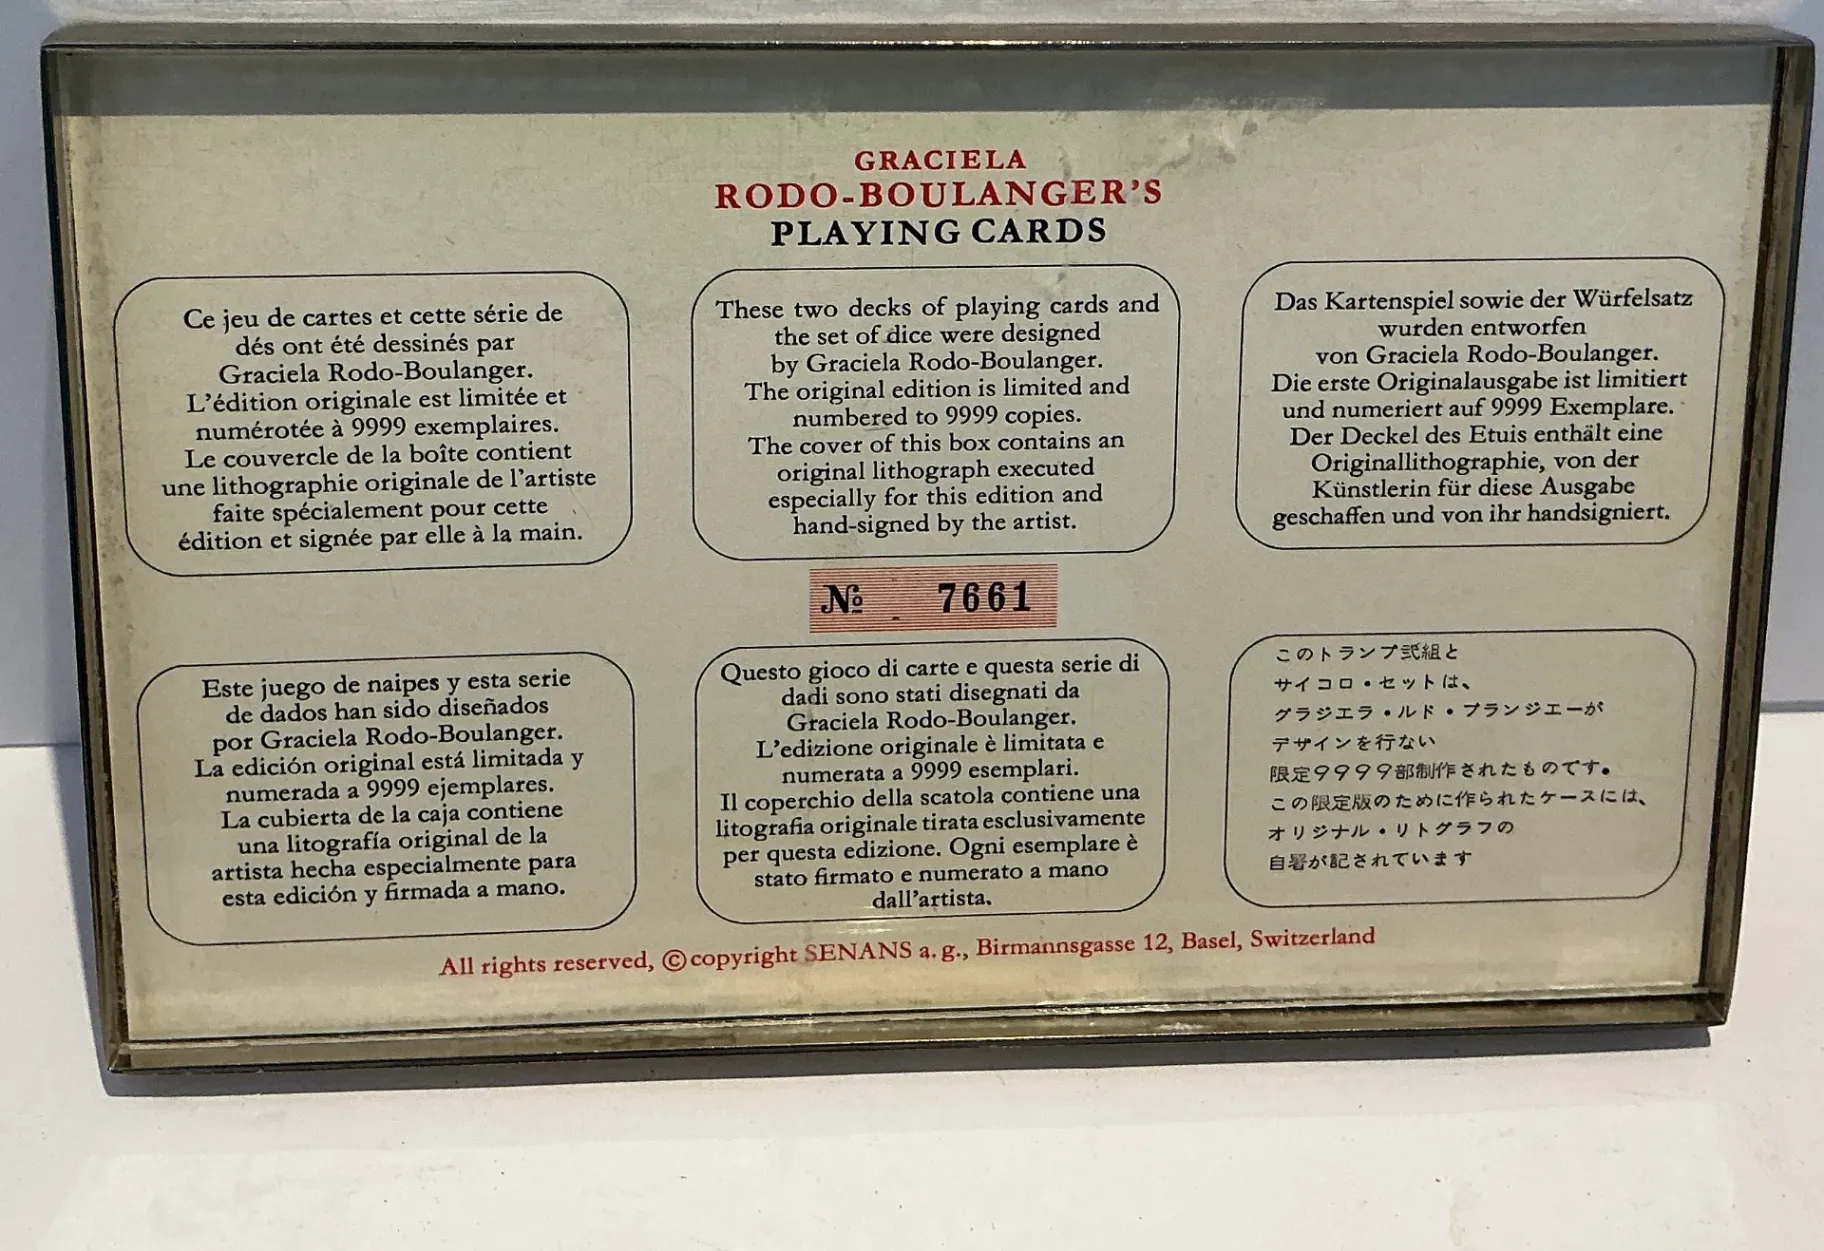 GRACIELA
RODO-BOULANGER'S
PLAYING CARDS
Ce jeu de cartes et cette série de
dés ont été dessinés par
Graciela Rodo-Boulanger.
L'édition originale est limitée et
numérotée à 9999 exemplaires.
Le couvercle de la boîte contient
une lithographie originale de l'artiste
faite spécialement pour cette
édition et signée par elle à la main.
These two decks of playing cards and
the set of dice were designed
by Graciela Rodo-Boulanger.
The original edition is limited and
numbered to 9999 copies.
The cover of this box contains an
original lithograph executed
especially for this edition and
hand-signed by the artist.
Das Kartenspiel sowie der Würfelsatz
wurden entworfen
von Graciela Rodo-Boulanger.
Die erste Originalausgabe ist limitiert
und numeriert auf 9999 Exemplare.
Der Deckel des Etuis enthält eine
Originallithographie, von der
Künstlerin für diese Ausgabe
geschaffen und von ihr handsigniert.
№ 7661
Este juego de naipes y esta serie
de dados han sido diseñados
por Graciela Rodo-Boulanger.
La edición original está limitada y
numerada a 9999 ejemplares.
La cubierta de la caja contiene
una litografía original de la
artista hecha especialmente para
esta edición y firmada a mano.
Questo gioco di carte e questa serie di
dadi sono stati disegnati da
Graciela Rodo-Boulanger.
L'edizione originale è limitata e
numerata a 9999 esemplari.
Il coperchio della scatola contiene una
litografia originale tirata esclusivamente
per questa edizione. Ogni esemplare è
stato firmato e numerato a mano
dall'artista.
このトランプ弐組と
サイコロ・セットは、
グラジエラ・ルド・ブランジエーが
デザインを行ない
限定9999部制作されたものです。
この限定版のために作られたケースには、
オリジナル・リトグラフの
自署が記されています
All rights reserved, © copyright SENANS a. g., Birmannsgasse 12, Basel, Switzerland